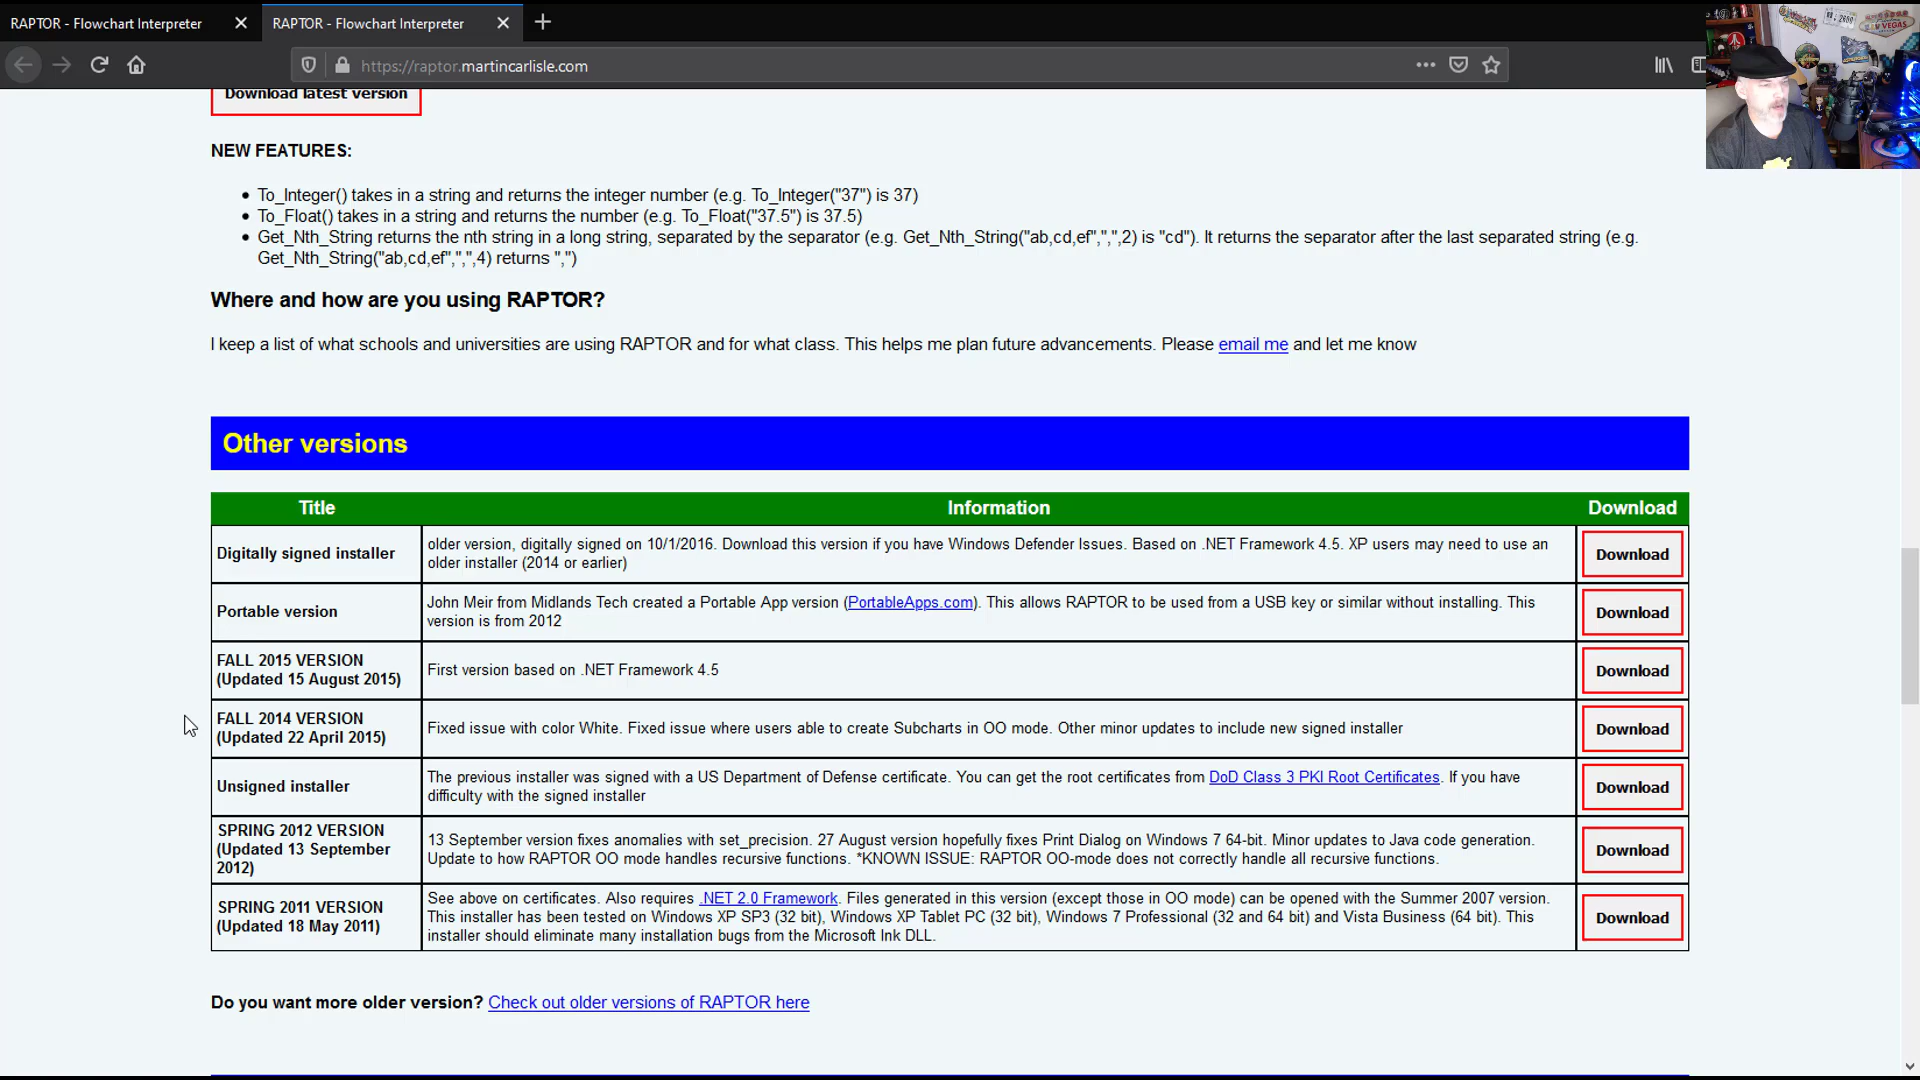 RAPTOR - Flowchart Interpreter
RAPTOR - Flowchart Interpreter
https://raptor.martincarlisle.com
Download latest version
NEW FEATURES:
To_Integer() takes in a string and returns the integer number (e.g. To_Integer("37") is 37)
To_Float() takes in a string and returns the number (e.g. To_Float("37.5") is 37.5)
Get_Nth_String returns the nth string in a long string, separated by the separator (e.g. Get_Nth_String("ab,cd,ef",",",2) is "cd"). It returns the separator after the last separated string (e.g.
Get_Nth_String("ab,cd,ef",",",4) returns ",")
Where and how are you using RAPTOR?
I keep a list of what schools and universities are using RAPTOR and for what class. This helps me plan future advancements. Please email me and let me know
Other versions
Title Information Download
Digitally signed installer
older version, digitally signed on 10/1/2016. Download this version if you have Windows Defender Issues. Based on .NET Framework 4.5. XP users may need to use an
older installer (2014 or earlier)
Download
Portable version
John Meir from Midlands Tech created a Portable App version (PortableApps.com). This allows RAPTOR to be used from a USB key or similar without installing. This
version is from 2012
Download
FALL 2015 VERSION
(Updated 15 August 2015)
First version based on .NET Framework 4.5
Download
FALL 2014 VERSION
(Updated 22 April 2015)
Fixed issue with color White. Fixed issue where users able to create Subcharts in OO mode. Other minor updates to include new signed installer
Download
Unsigned installer
The previous installer was signed with a US Department of Defense certificate. You can get the root certificates from DoD Class 3 PKI Root Certificates. If you have
difficulty with the signed installer
Download
SPRING 2012 VERSION
(Updated 13 September
2012)
13 September version fixes anomalies with set_precision. 27 August version hopefully fixes Print Dialog on Windows 7 64-bit. Minor updates to Java code generation.
Update to how RAPTOR OO mode handles recursive functions. *KNOWN ISSUE: RAPTOR OO-mode does not correctly handle all recursive functions.
Download
SPRING 2011 VERSION
(Updated 18 May 2011)
See above on certificates. Also requires .NET 2.0 Framework. Files generated in this version (except those in OO mode) can be opened with the Summer 2007 version.
This installer has been tested on Windows XP SP3 (32 bit), Windows XP Tablet PC (32 bit), Windows 7 Professional (32 and 64 bit) and Vista Business (64 bit). This
installer should eliminate many installation bugs from the Microsoft Ink DLL.
Download
Do you want more older version? Check out older versions of RAPTOR here